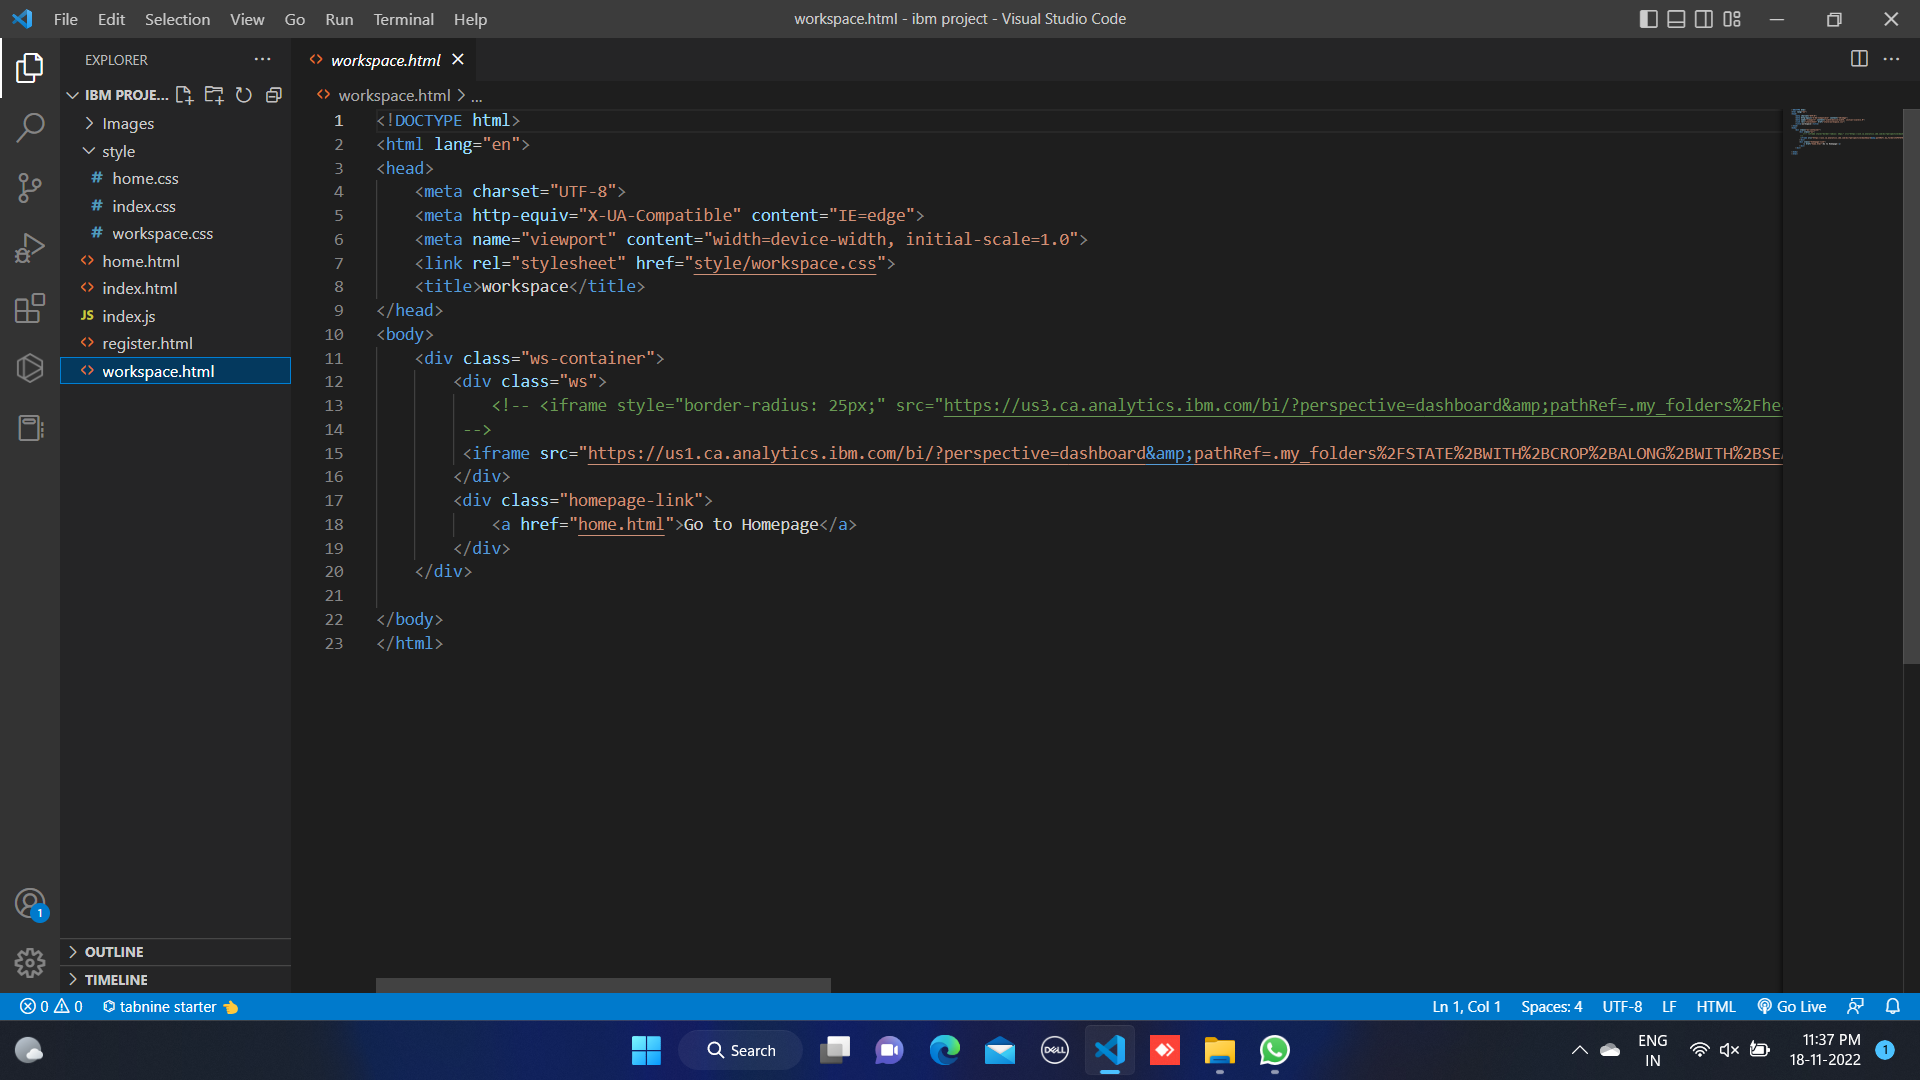 File Edit Selection View Go Run Terminal Help
workspace.html - ibm project - Visual Studio Code
EXPLORER
IBM PROJE...
Images
style
# home.css
# index.css
# workspace.css
<> home.html
<> index.html
JS index.js
<> register.html
<> workspace.html
OUTLINE
TIMELINE
<> workspace.html
<> workspace.html > ...
1 <!DOCTYPE html>
2 <html lang="en">
3 <head>
4 <meta charset="UTF-8">
5 <meta http-equiv="X-UA-Compatible" content="IE=edge">
6 <meta name="viewport" content="width=device-width, initial-scale=1.0">
7 <link rel="stylesheet" href="style/workspace.css">
8 <title>workspace</title>
9 </head>
10 <body>
11 <div class="ws-container">
12 <div class="ws">
13 <!-- <iframe style="border-radius: 25px;" src="https://us3.ca.analytics.ibm.com/bi/?perspective=dashboard&amp;pathRef=.my_folders%2Fhea
14 -->
15 <iframe src="https://us1.ca.analytics.ibm.com/bi/?perspective=dashboard&amp;pathRef=.my_folders%2FSTATE%2BWITH%2BCROP%2BALONG%2BWITH%2BSEA
16 </div>
17 <div class="homepage-link">
18 <a href="home.html">Go to Homepage</a>
19 </div>
20 </div>
21
22 </body>
23 </html>
1
0 0 tabnine starter
Ln 1, Col 1 Spaces: 4 UTF-8 LF HTML Go Live
Search
DELL
ENG
IN
11:37 PM
18-11-2022
1